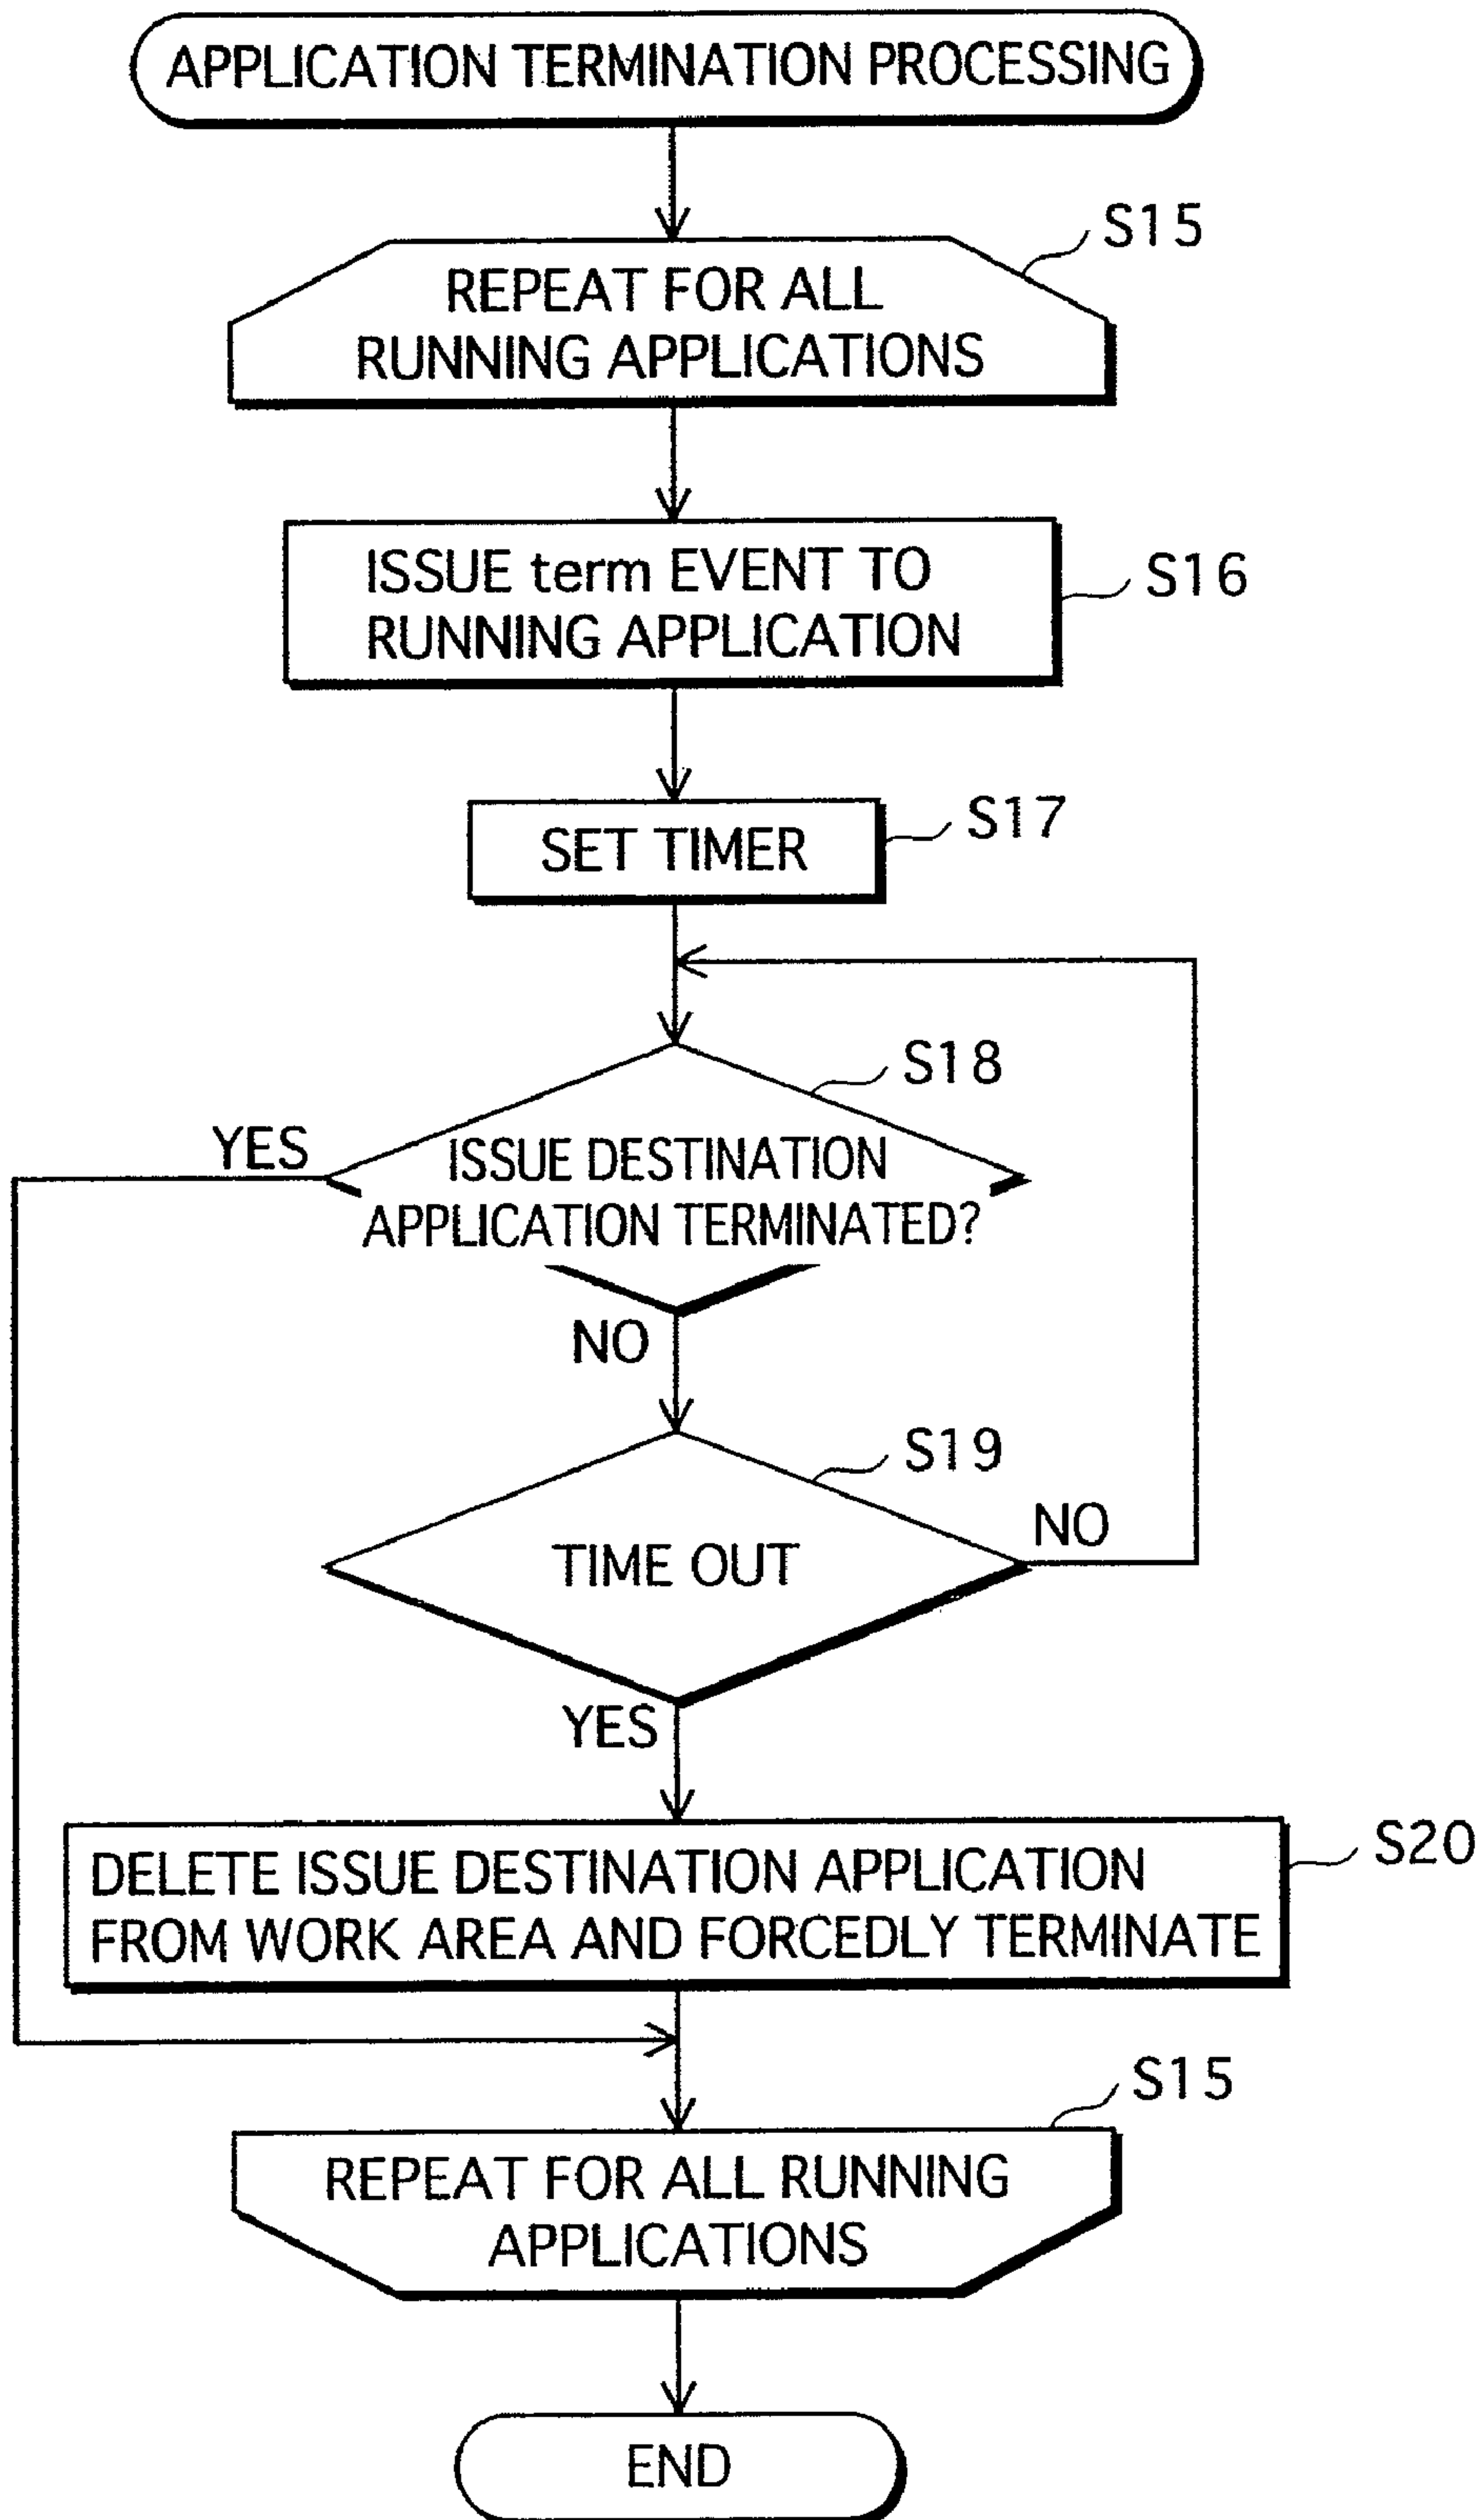 APPLICATION TERMINATION PROCESSING
S15
REPEAT FOR ALL
RUNNING APPLICATIONS
ISSUE term EVENT TO
RUNNING APPLICATION
S16
SET TIMER
S17
S18
YES
ISSUE DESTINATION
APPLICATION TERMINATED?
NO
S19
NO
TIME OUT
YES
S20
DELETE ISSUE DESTINATION APPLICATION
FROM WORK AREA AND FORCEDLY TERMINATE
S15
REPEAT FOR ALL RUNNING
APPLICATIONS
END